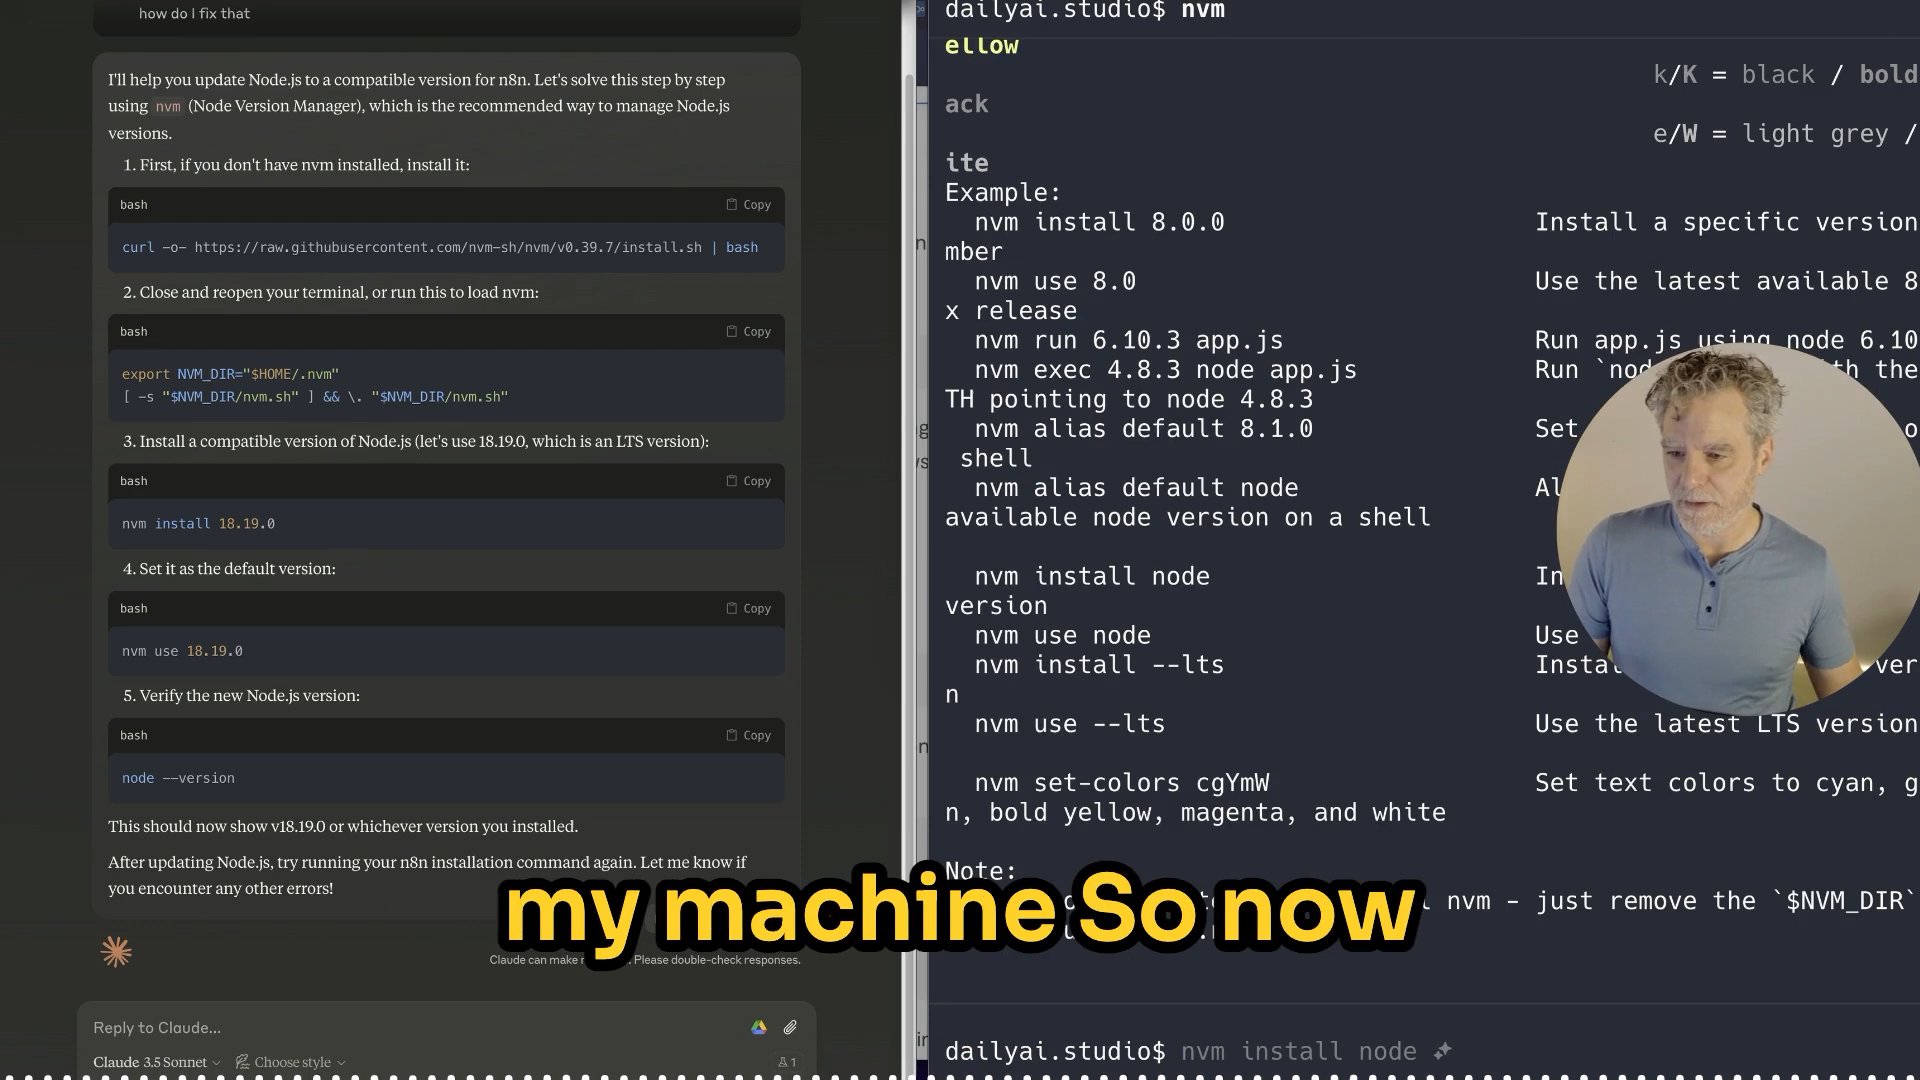 how do I fix that
I'll help you update Node.js to a compatible version for n8n. Let's solve this step by step
using nvm (Node Version Manager), which is the recommended way to manage Node.js
versions.
1. First, if you don't have nvm installed, install it:
bash
Copy
curl -o- https://raw.githubusercontent.com/nvm-sh/nvm/v0.39.7/install.sh | bash
2. Close and reopen your terminal, or run this to load nvm:
bash
Copy
export NVM_DIR="$HOME/.nvm"
[ -s "$NVM_DIR/nvm.sh" ] && \. "$NVM_DIR/nvm.sh"
3. Install a compatible version of Node.js (let's use 18.19.0, which is an LTS version):
bash
Copy
nvm install 18.19.0
4. Set it as the default version:
bash
Copy
nvm use 18.19.0
5. Verify the new Node.js version:
bash
Copy
node --version
This should now show v18.19.0 or whichever version you installed.
After updating Node.js, try running your n8n installation command again. Let me know if
you encounter any other errors!
Claude can make Please double-check responses.
Reply to Claude...
Claude 3.5 Sonnet Choose style 1
dailyai.studio$ nvm
ellow
k/K = black / bold
ack
e/W = light grey /
ite
Example:
nvm install 8.0.0 Install a specific version
mber
nvm use 8.0 Use the latest available 8
x release
nvm run 6.10.3 app.js Run app.js using node 6.10
nvm exec 4.8.3 node app.js Run `nod th the
TH pointing to node 4.8.3
nvm alias default 8.1.0 Set
shell
nvm alias default node Al
available node version on a shell
nvm install node In
version
nvm use node Use
nvm install --lts Insta ver
n
nvm use --lts Use the latest LTS version
nvm set-colors cgYmW Set text colors to cyan, g
n, bold yellow, magenta, and white
Note:
nvm - just remove the `$NVM_DIR`
my machine So now
dailyai.studio$ nvm install node